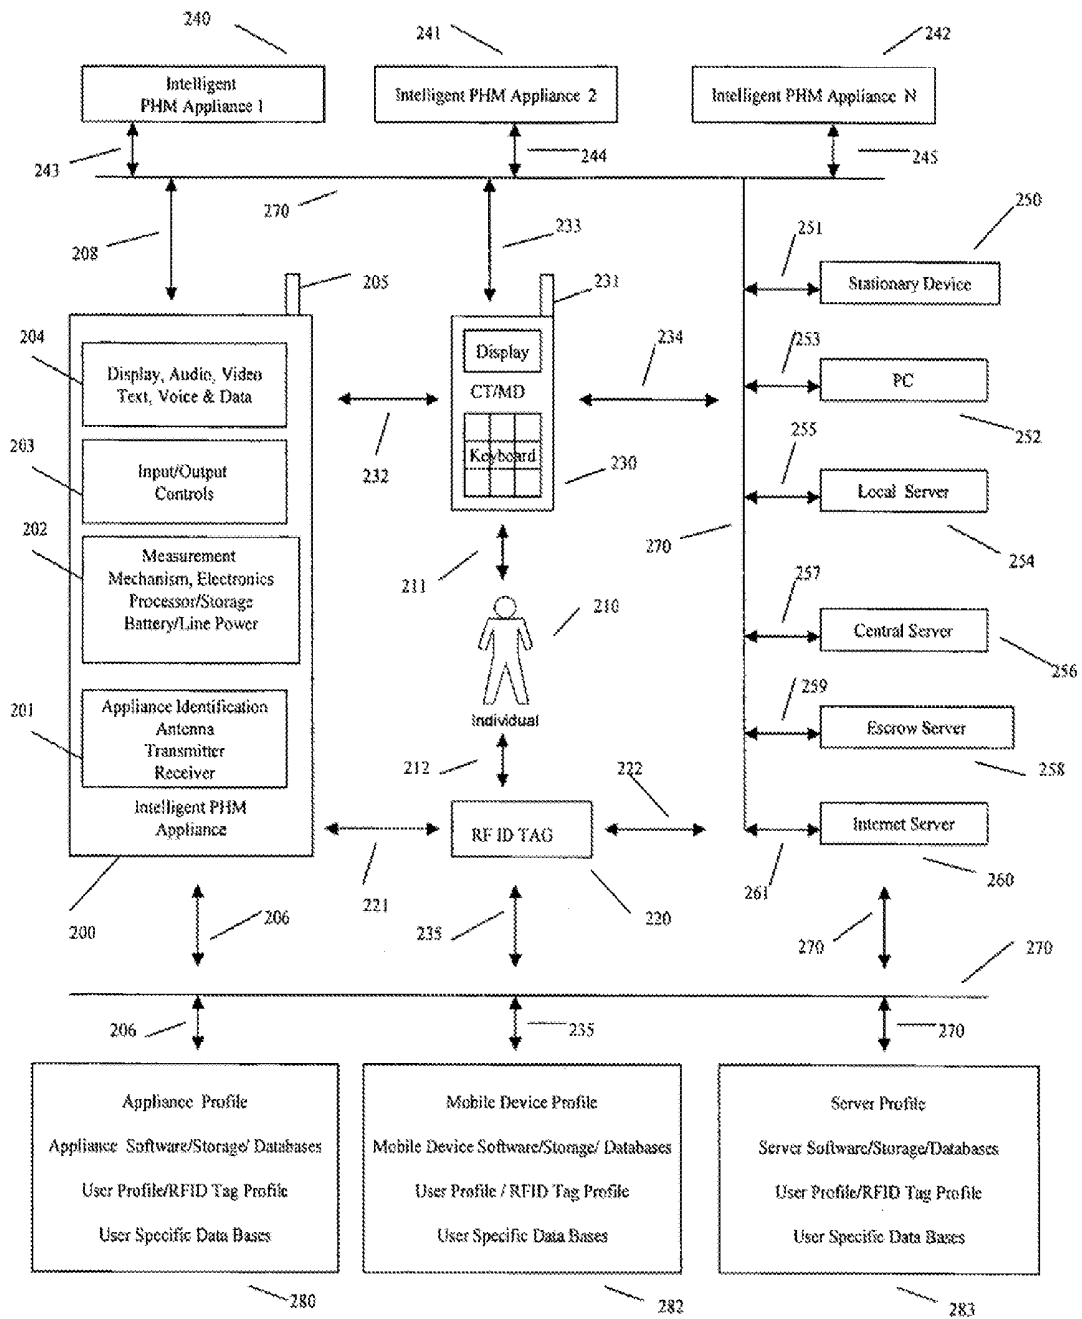 240
241
242
Intelligent
PHM Appliance 1
Intelligent PHM Appliance 2
Intelligent PHM Appliance N
243
244
245
270
208
233
250
251
205
231
Stationary Device
204
Display, Audio, Video
Text, Voice & Data
Display
CT/MD
Keyboard
234
253
PC
252
203
Input/Output
Controls
232
230
255
Local Server
254
202
Measurement
Mechanism, Electronics
Processor/Storage
Battery/Line Power
211
270
257
210
Central Server
256
201
Appliance Identification
Antenna
Transmitter
Receiver
Individual
259
Escrow Server
258
Intelligent PHM
Appliance
212
222
RF ID TAG
Internet Server
200
206
221
235
220
261
260
270
270
206
235
270
Appliance Profile
Appliance Software/Storage/ Databases
User Profile/RFID Tag Profile
User Specific Data Bases
Mobile Device Profile
Mobile Device Software/Storage/ Databases
User Profile / RFID Tag Profile
User Specific Data Bases
Server Profile
Server Software/Storage/Databases
User Profile/RFID Tag Profile
User Specific Data Bases
280
282
283